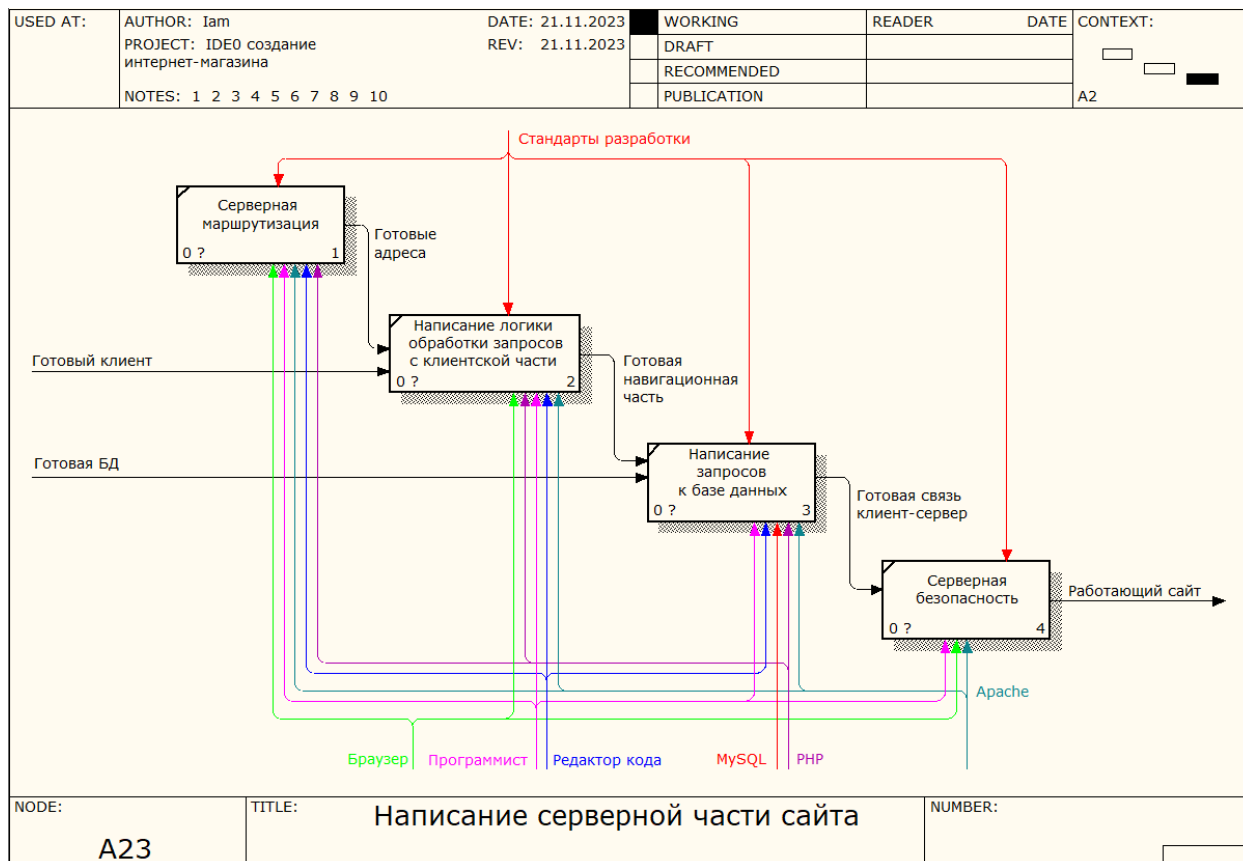 USED AT:
AUTHOR: Iam
DATE: 21.11.2023
WORKING
READER
DATE
CONTEXT:
PROJECT: IDE0 создание
интернет-магазина
REV: 21.11.2023
DRAFT
RECOMMENDED
NOTES: 1 2 3 4 5 6 7 8 9 10
PUBLICATION
A2
Стандарты разработки
Серверная
маршрутизация
0 ?
1
Готовые
адреса
Написание логики
обработки запросов
с клиентской части
0 ?
2
Готовый клиент
Готовая
навигационная
часть
Готовая БД
Написание
запросов
к базе данных
0 ?
3
Готовая связь
клиент-сервер
Серверная
безопасность
0 ?
4
Работающий сайт
Apache
Браузер
Программист
Редактор кода
MySQL
PHP
NODE:
A23
TITLE:
Написание серверной части сайта
NUMBER: